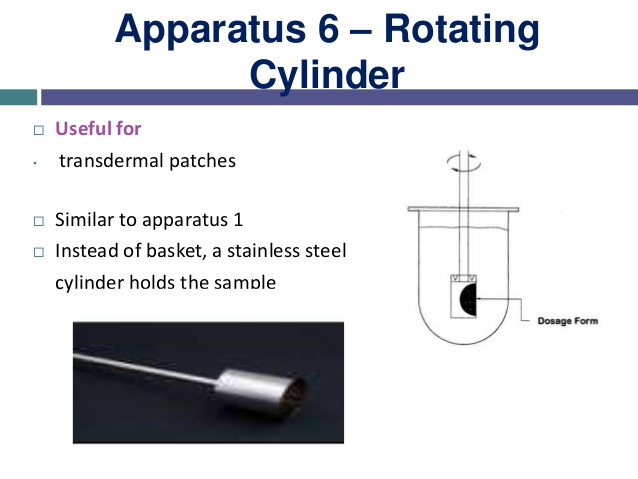 Apparatus 6 – Rotating
Cylinder
Useful for
transdermal patches
Similar to apparatus 1
Instead of basket, a stainless steel
cylinder holds the sample
Dosage Form